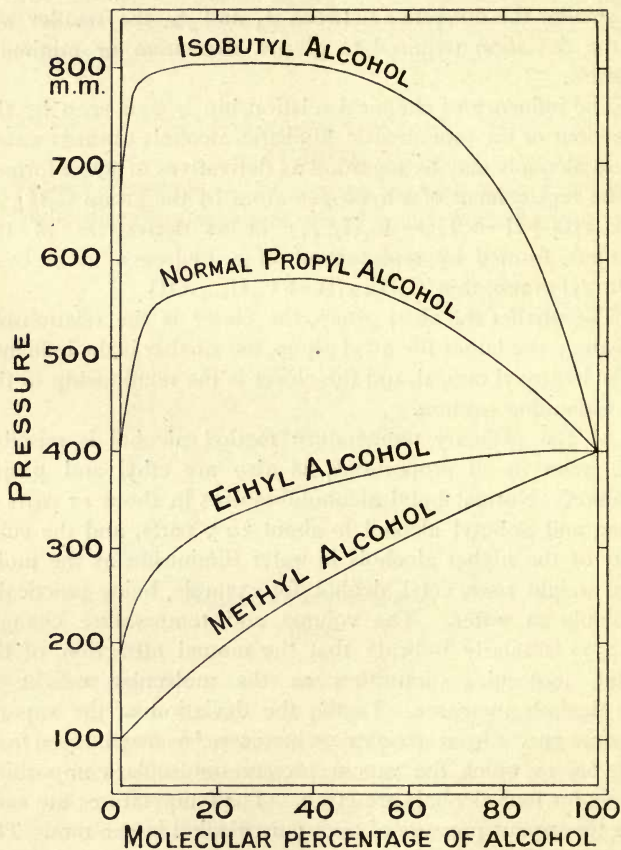 ISOBUTYL ALCOHOL
800
m.m.
700
600
NORMAL PROPYL ALCOHOL
500
PRESSURE
400
ETHYL ALCOHOL
300
METHYL ALCOHOL
200
100
0 20 40 60 80 100
MOLECULAR PERCENTAGE OF ALCOHOL